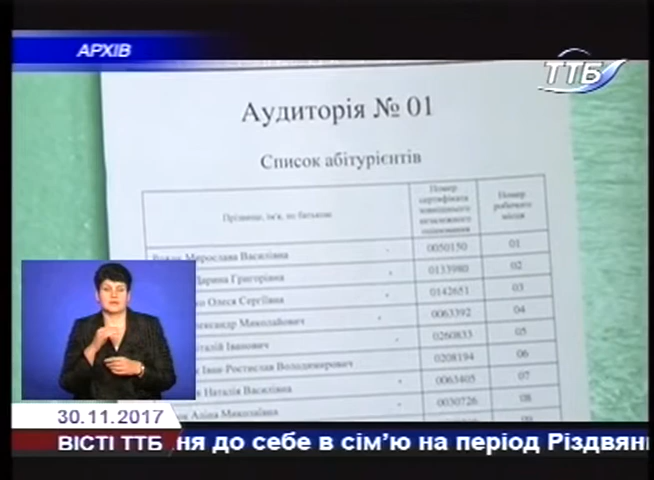 АРХІВ
ТТБ
Аудиторія № 01
Список абітурієнтів
Прізвище, ім'я, по-батькові
Номер сертифіката зовнішнього незалежного оцінювання
Номер робочого місця
Мирослава Василівна 0050150 01
Дарина Григорівна 0133980 02
Олеся Сергіївна 0142651 03
Миколайович 0063392 04
Іванович 0260833 05
Іван Ростислав Володимирович 0208194 06
Наталія Василівна 0063405 07
Аліна Миколаївна 0030726 08
30.11.2017
ВІСТІ ТТБ ня до себе в сім'ю на період Різдвян